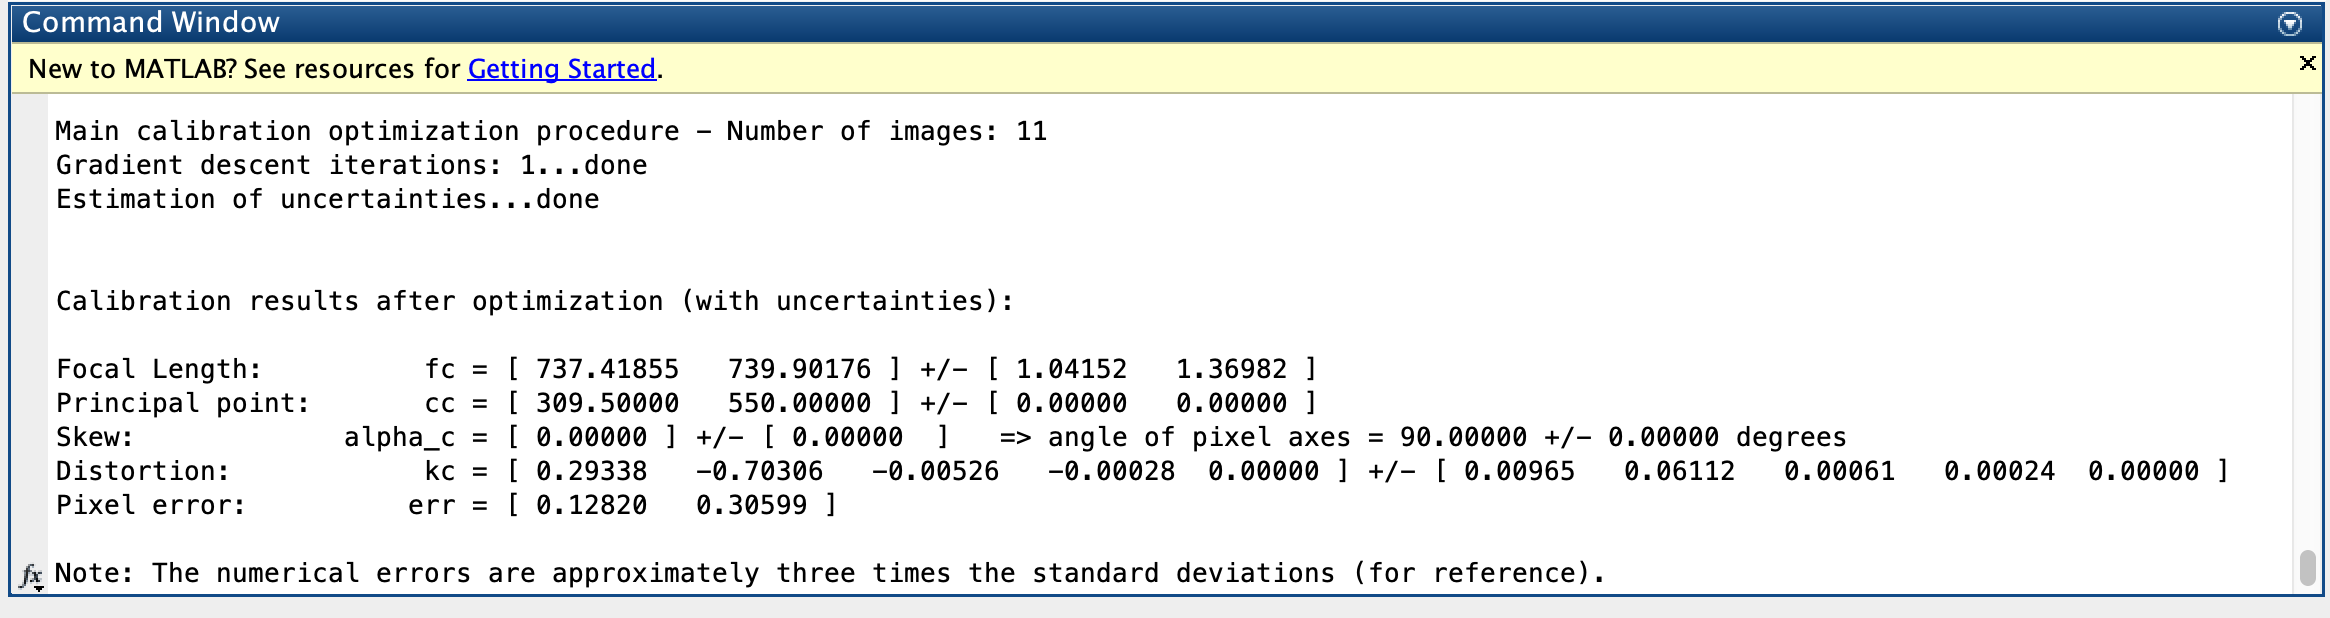 Command Window
New to MATLAB? See resources for Getting Started.
Main calibration optimization procedure - Number of images: 11
Gradient descent iterations: 1...done
Estimation of uncertainties...done
Calibration results after optimization (with uncertainties):
Focal Length: fc = [ 737.41855 739.90176 ] +/- [ 1.04152 1.36982 ]
Principal point: cc = [ 309.50000 550.00000 ] +/- [ 0.00000 0.00000 ]
Skew: alpha_c = [ 0.00000 ] +/- [ 0.00000 ] => angle of pixel axes = 90.00000 +/- 0.00000 degrees
Distortion: kc = [ 0.29338 -0.70306 -0.00526 -0.00028 0.00000 ] +/- [ 0.00965 0.06112 0.00061 0.00024 0.00000 ]
Pixel error: err = [ 0.12820 0.30599 ]
fx Note: The numerical errors are approximately three times the standard deviations (for reference).